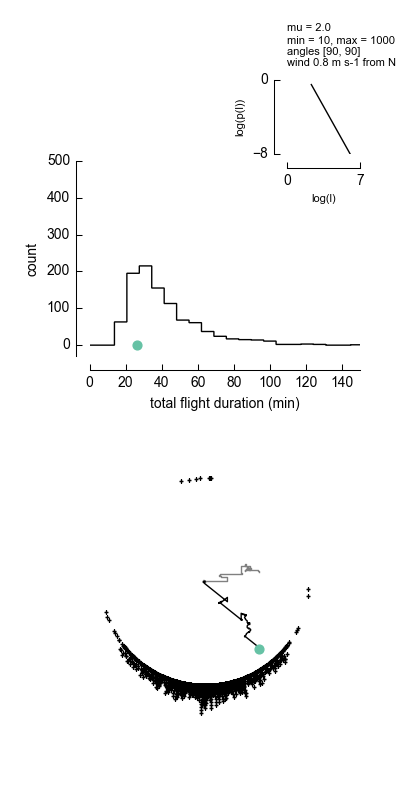 mu = 2.0
min = 10, max = 1000
angles [90, 90]
wind 0.8 m s-1 from N
0
−8
log(p(l))
0 7
log(l)
500
400
300
200
100
0
count
0 20 40 60 80 100 120 140
total flight duration (min)